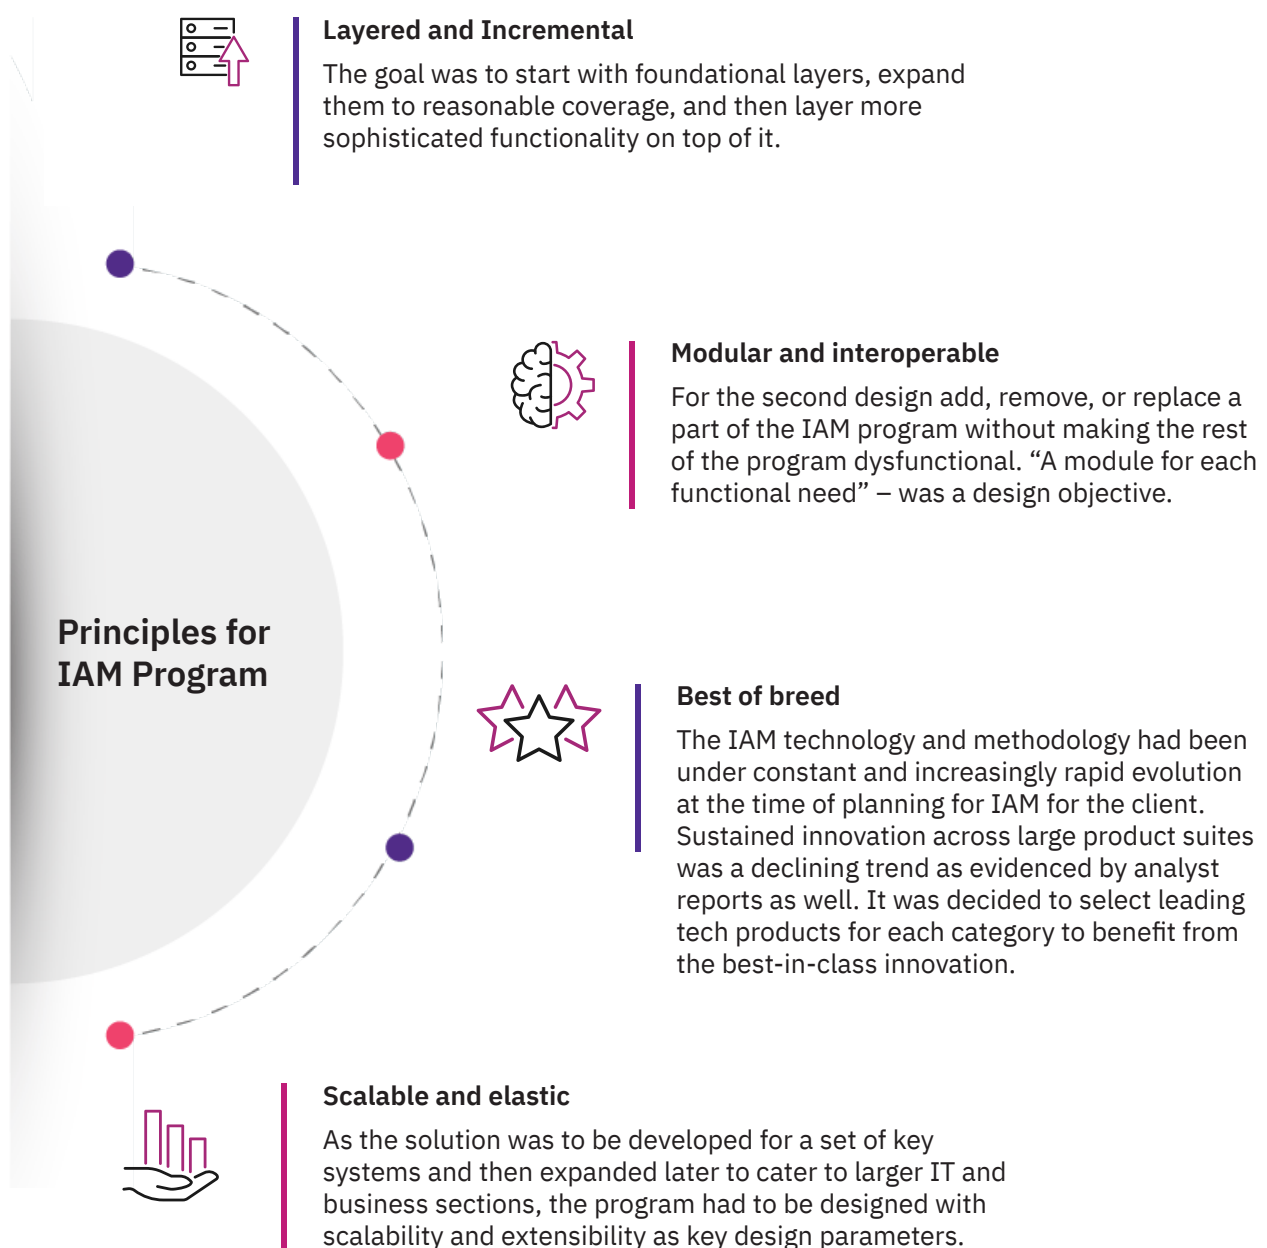 Layered and Incremental
The goal was to start with foundational layers, expand
them to reasonable coverage, and then layer more
sophisticated functionality on top of it.
Modular and interoperable
For the second design add, remove, or replace a
part of the IAM program without making the rest
of the program dysfunctional. “A module for each
functional need” – was a design objective.
Principles for
IAM Program
Best of breed
The IAM technology and methodology had been
under constant and increasingly rapid evolution
at the time of planning for IAM for the client.
Sustained innovation across large product suites
was a declining trend as evidenced by analyst
reports as well. It was decided to select leading
tech products for each category to benefit from
the best-in-class innovation.
Scalable and elastic
As the solution was to be developed for a set of key
systems and then expanded later to cater to larger IT and
business sections, the program had to be designed with
scalability and extensibility as key design parameters.